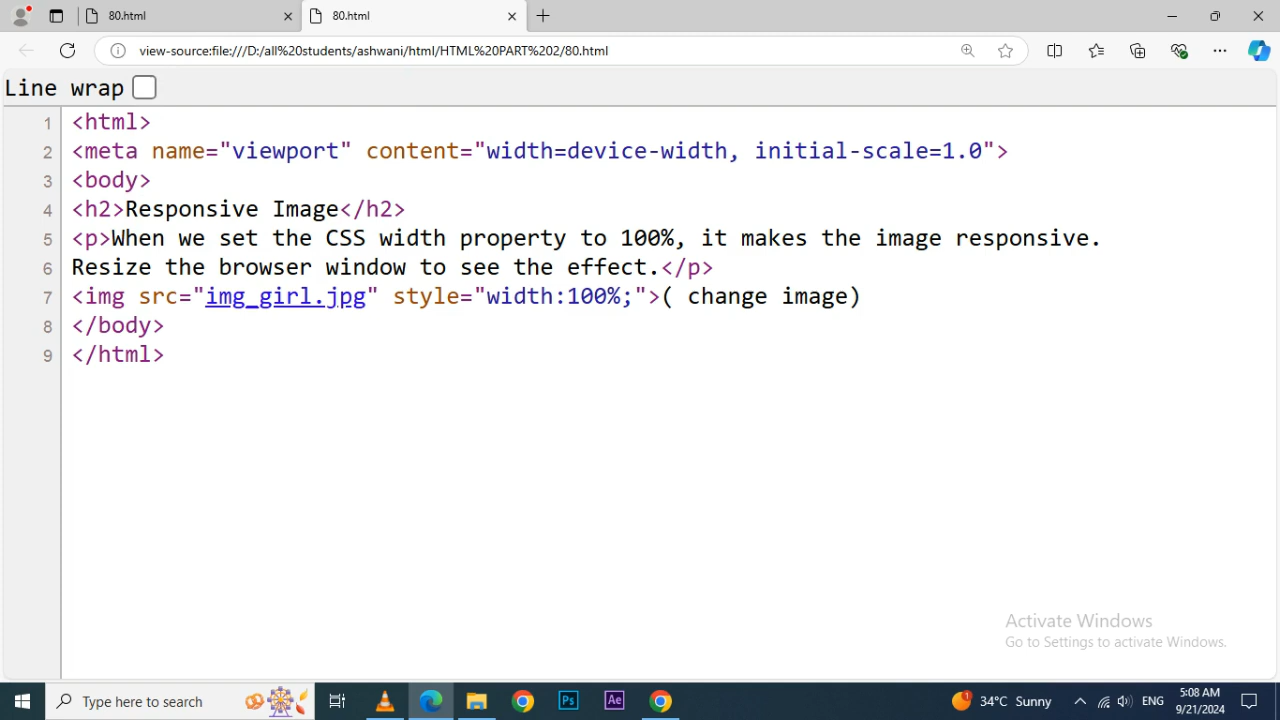 80.html
80.html
view-source:file:///D:/all%20students/ashwani/html/HTML%20PART%202/80.html
Line wrap
1 <html>
2 <meta name="viewport" content="width=device-width, initial-scale=1.0">
3 <body>
4 <h2>Responsive Image</h2>
5 <p>When we set the CSS width property to 100%, it makes the image responsive.
6 Resize the browser window to see the effect.</p>
7 <img src="img_girl.jpg" style="width:100%;">( change image)
8 </body>
9 </html>
Activate Windows
Go to Settings to activate Windows.
Type here to search
Ps
Ae
1
34°C Sunny
ENG
5:08 AM
9/21/2024